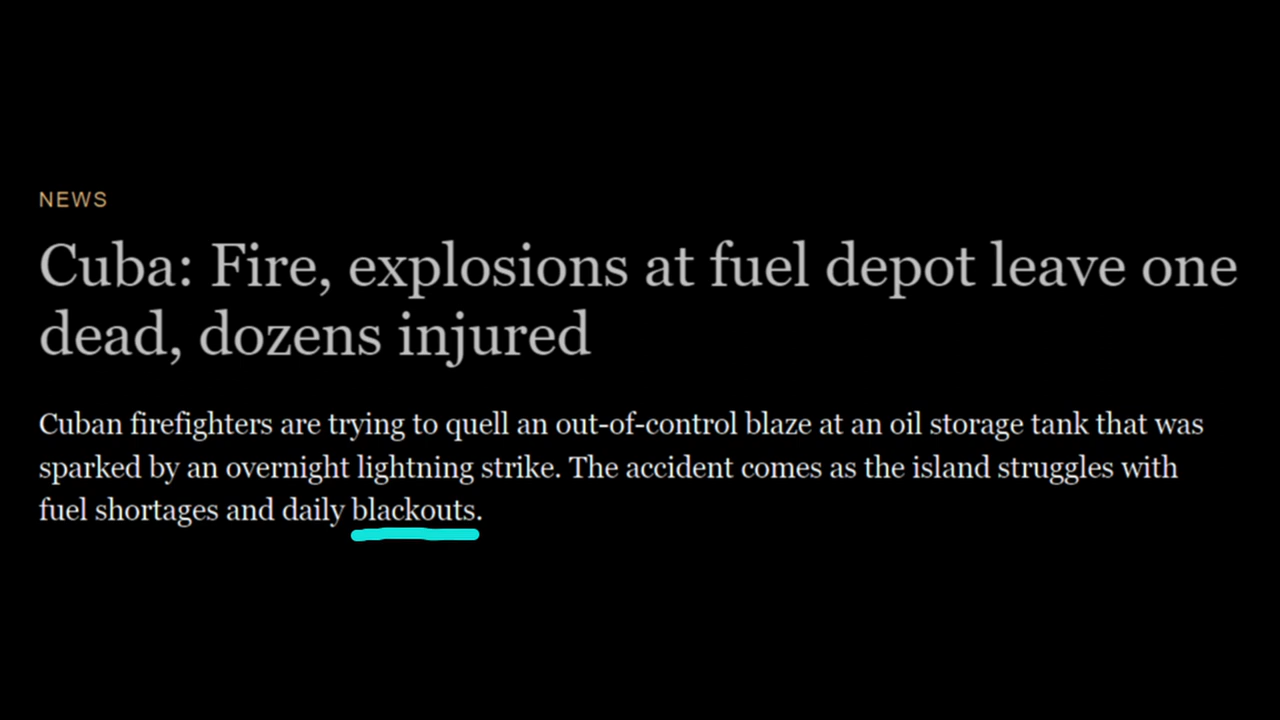 NEWS
Cuba: Fire, explosions at fuel depot leave one
dead, dozens injured
Cuban firefighters are trying to quell an out-of-control blaze at an oil storage tank that was
sparked by an overnight lightning strike. The accident comes as the island struggles with
fuel shortages and daily blackouts.